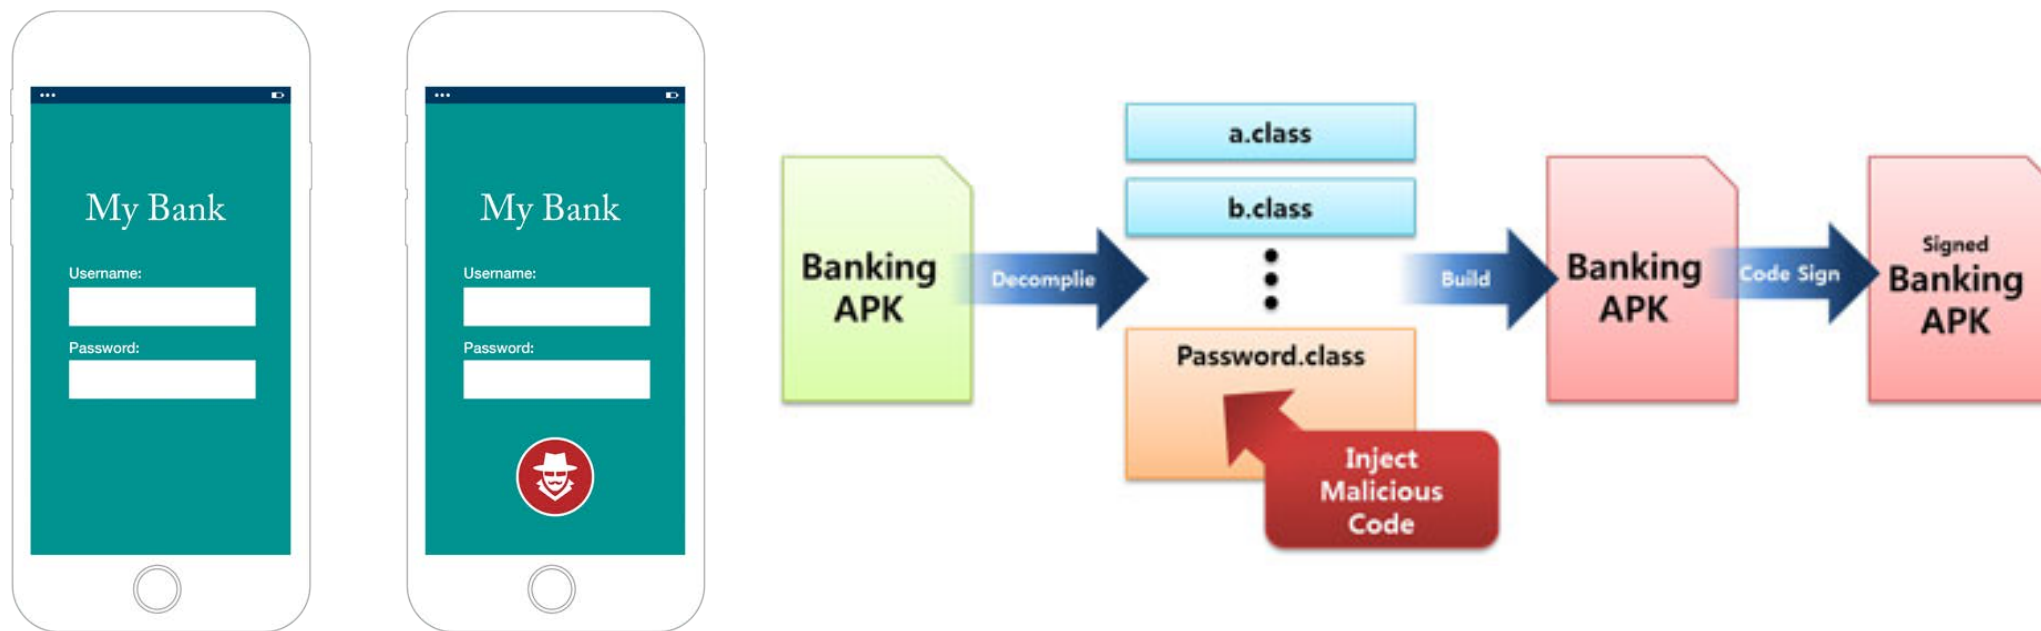 My Bank
Username:
Password:
My Bank
Username:
Password:
Banking
APK
Decomplie
a.class
b.class
Password.class
Inject
Malicious
Code
Build
Banking
APK
Code Sign
Signed
Banking
APK